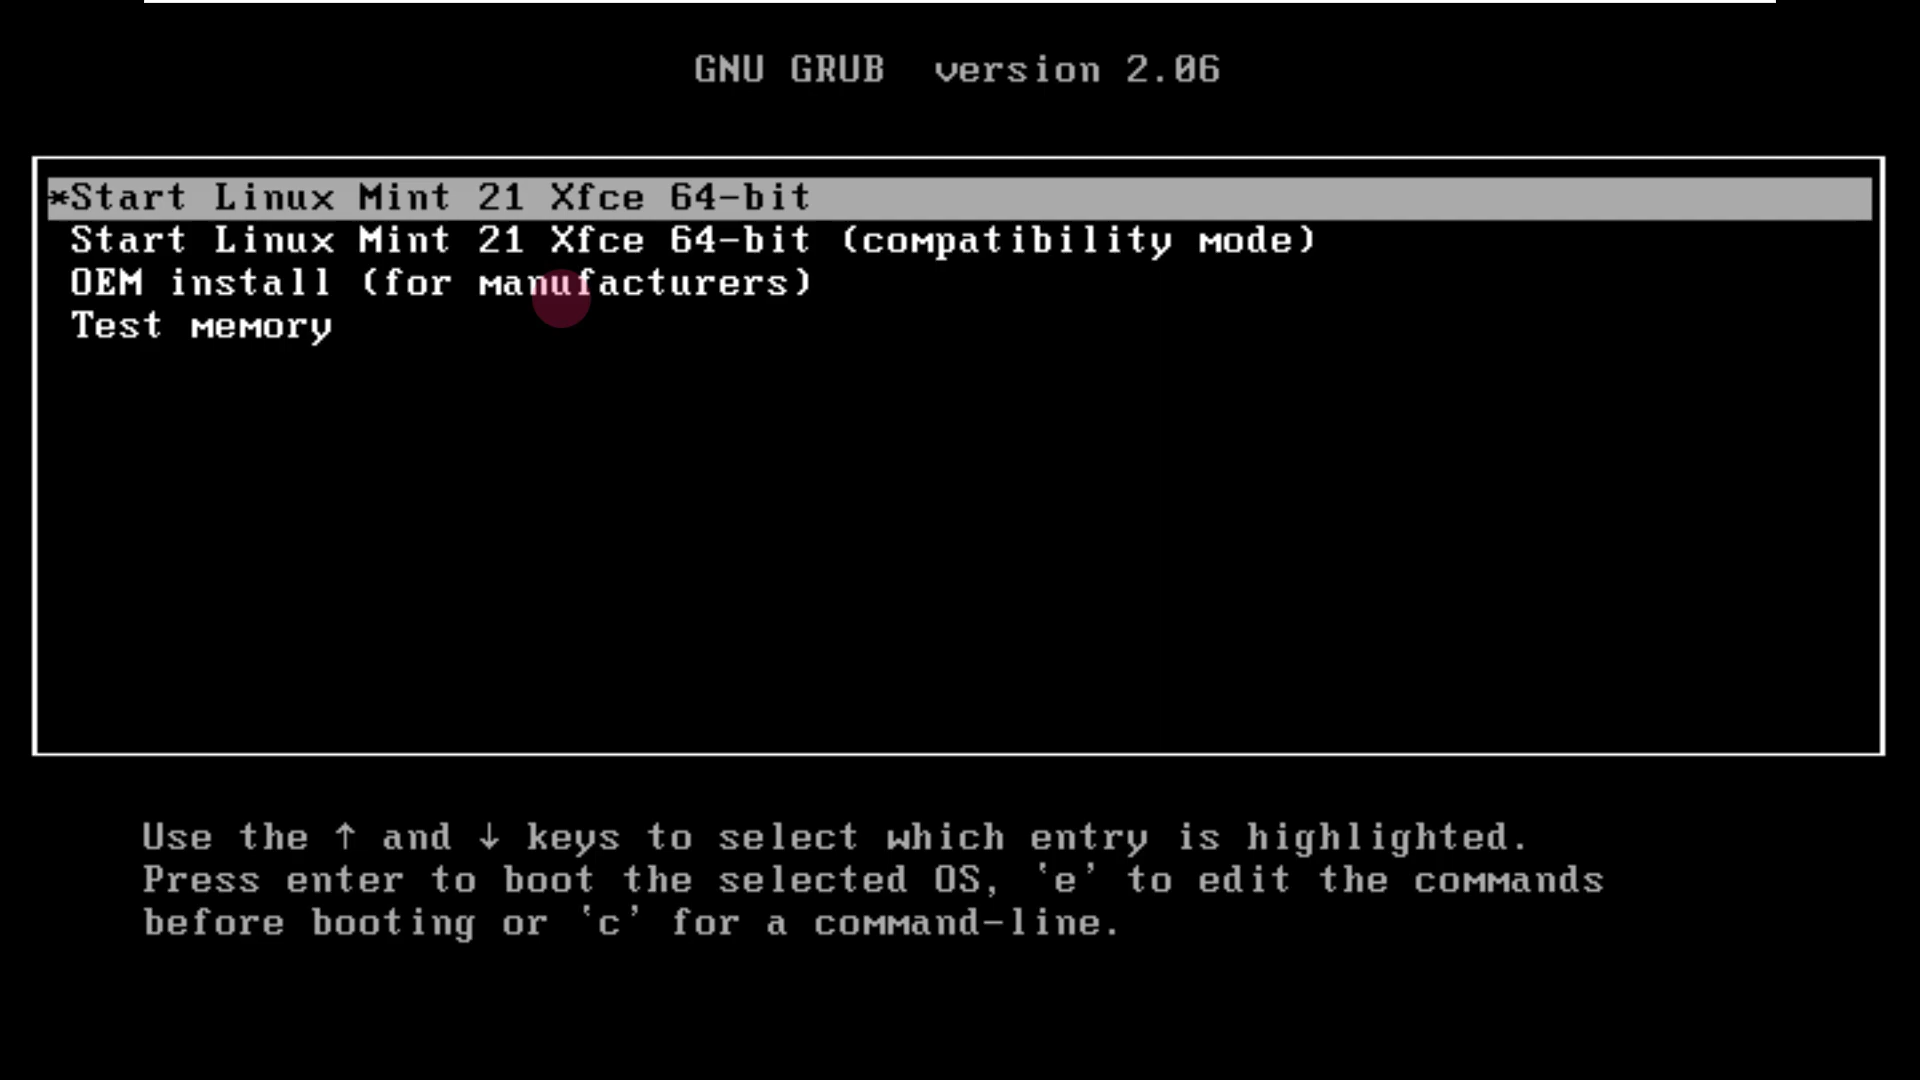 GNU GRUB  version 2.06
*Start Linux Mint 21 Xfce 64-bit
Start Linux Mint 21 Xfce 64-bit (compatibility mode)
OEM install (for manufacturers)
Test memory
Use the ↑ and ↓ keys to select which entry is highlighted.
Press enter to boot the selected OS, `e' to edit the commands
before booting or `c' for a command-line.